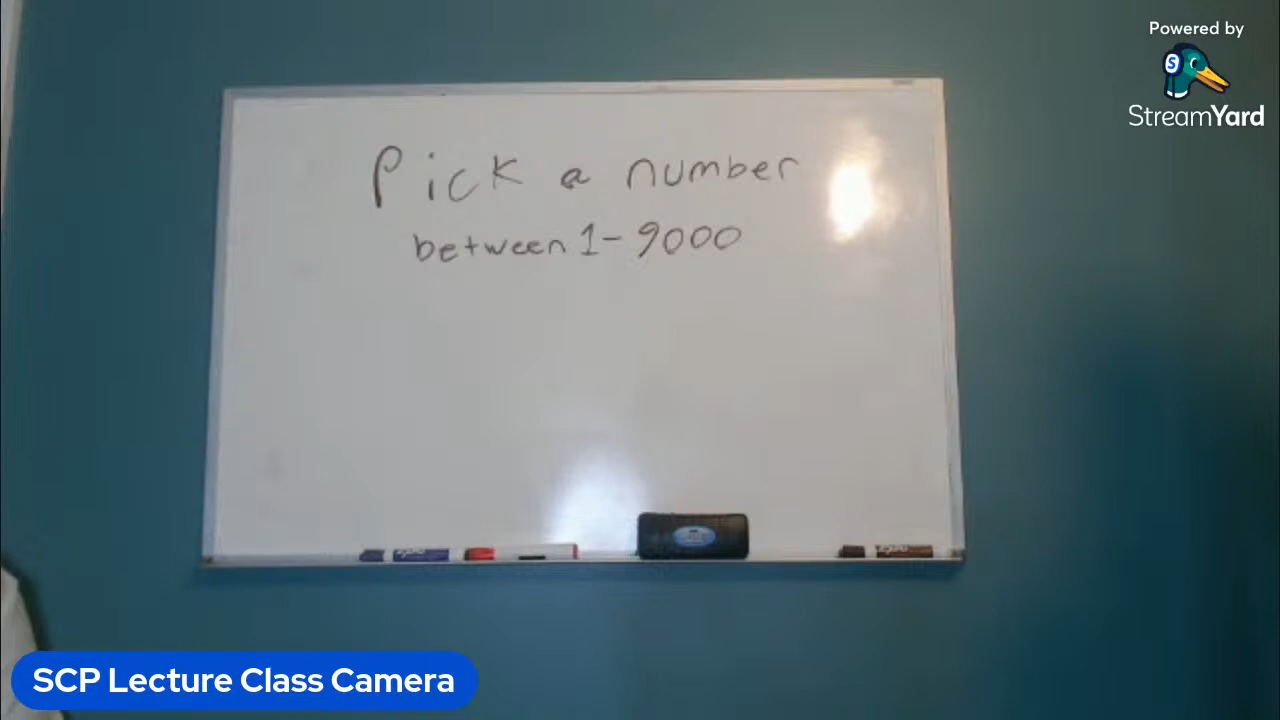 Powered by
StreamYard
Pick a number
between 1-9000
SCP Lecture Class Camera